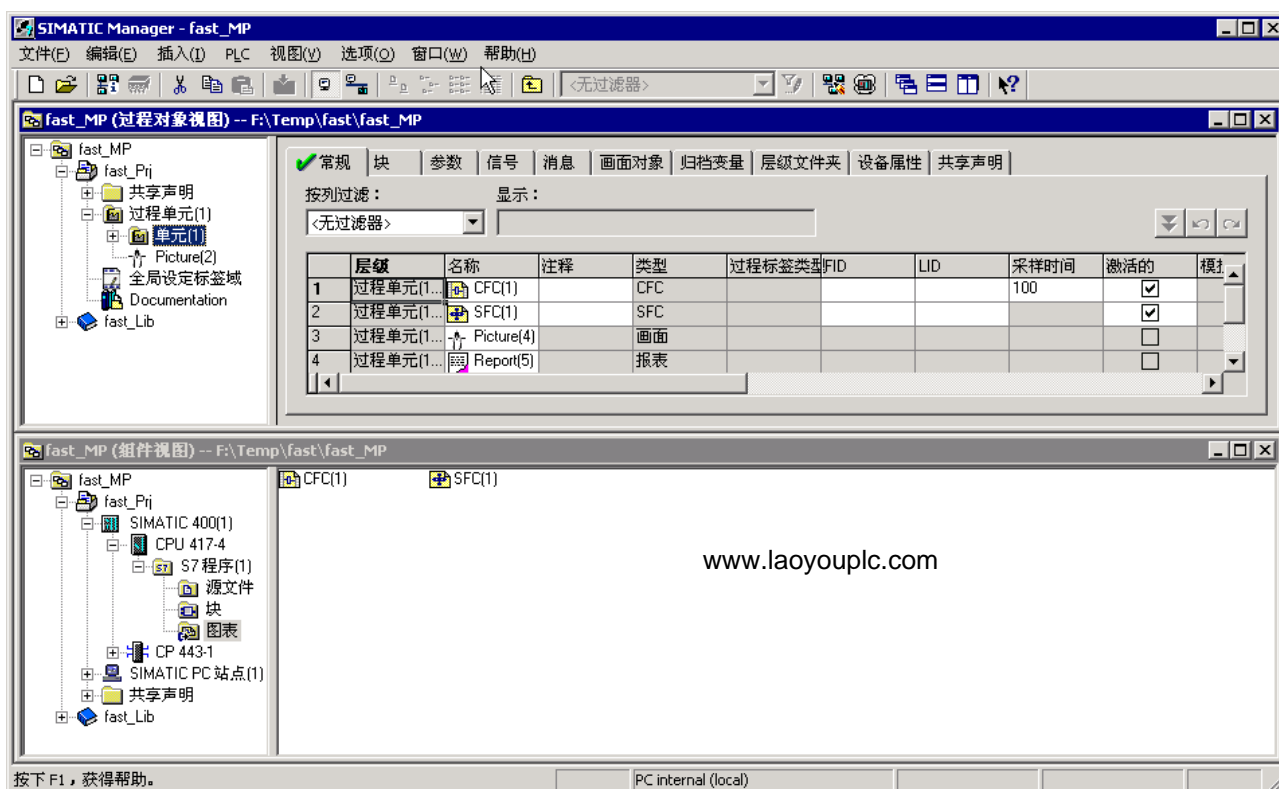 SIMATIC Manager - fast_MP
文件(F) 编辑(E) 插入(I) PLC 视图(V) 选项(O) 窗口(W) 帮助(H)
<无过滤器>
fast_MP (过程对象视图) -- F:\Temp\fast\fast_MP
fast_MP
fast_Prj
共享声明
过程单元(1)
单元(1)
Picture(2)
全局设定标签域
Documentation
fast_Lib
常规 块 参数 信号 消息 画面对象 归档变量 层级文件夹 设备属性 共享声明
按列过滤： 显示：
<无过滤器>
层级 名称 注释 类型 过程标签类型 FID LID 采样时间 激活的
1 过程单元(1... CFC(1) CFC 100
2 过程单元(1... SFC(1) SFC
3 过程单元(1... Picture(4) 画面
4 过程单元(1... Report(5) 报表
fast_MP (组件视图) -- F:\Temp\fast\fast_MP
fast_MP
fast_Prj
SIMATIC 400(1)
CPU 417-4
S7 程序(1)
源文件
块
图表
CP 443-1
SIMATIC PC 站点(1)
共享声明
fast_Lib
CFC(1) SFC(1)
www.laoyouplc.com
按下 F1，获得帮助。 PC internal (local)